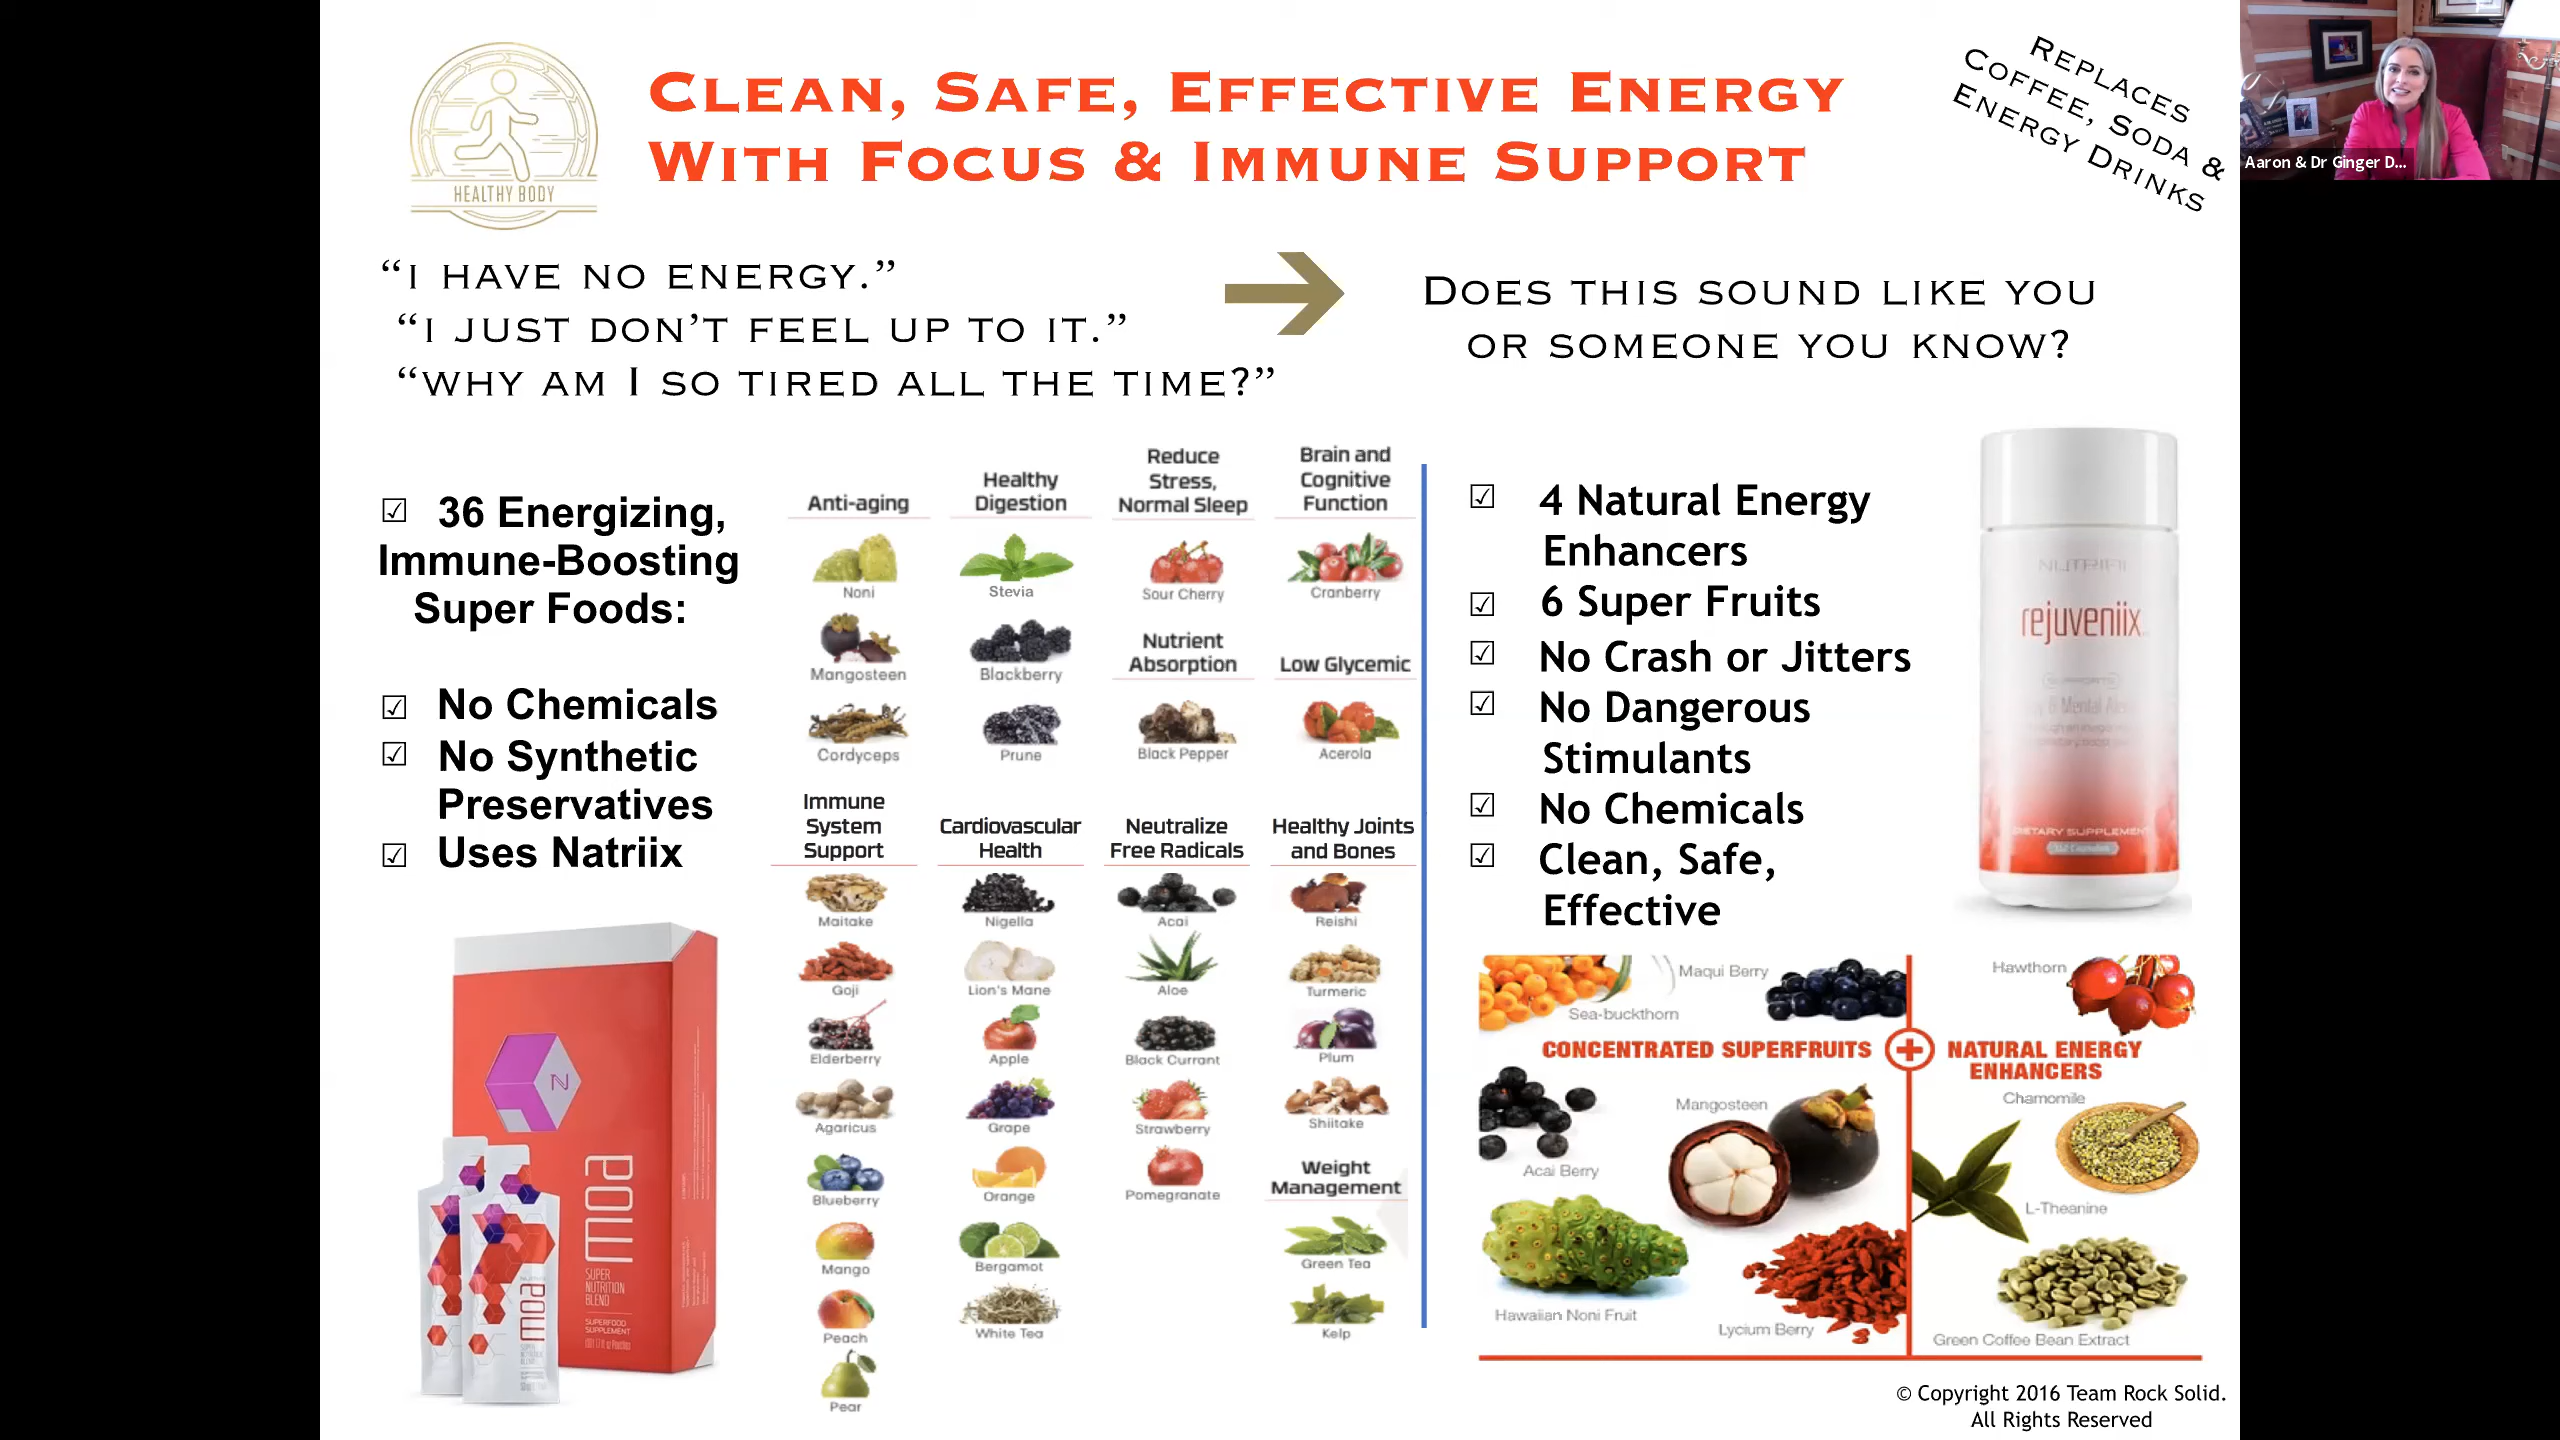 HEALTHY BODY
CLEAN, SAFE, EFFECTIVE ENERGY
WITH FOCUS & IMMUNE SUPPORT
REPLACES
COFFEE, SODA &
ENERGY DRINKS
Aaron & Dr Ginger D...
“I HAVE NO ENERGY.”
“I JUST DON’T FEEL UP TO IT.”
“WHY AM I SO TIRED ALL THE TIME?”
DOES THIS SOUND LIKE YOU
OR SOMEONE YOU KNOW?
☑ 36 Energizing,
Immune-Boosting
Super Foods:
☑ No Chemicals
☑ No Synthetic
Preservatives
☑ Uses Natriix
N
moa
SUPER
NUTRITION
BLEND
SUPERFOOD
SUPPLEMENT
moa
Anti-aging
Noni
Mangosteen
Cordyceps
Healthy
Digestion
Stevia
Blackberry
Prune
Reduce
Stress,
Normal Sleep
Sour Cherry
Nutrient
Absorption
Black Pepper
Brain and
Cognitive
Function
Cranberry
Low Glycemic
Acerola
Immune
System
Support
Maitake
Goji
Elderberry
Agaricus
Blueberry
Mango
Peach
Pear
Cardiovascular
Health
Nigella
Lion's Mane
Apple
Grape
Orange
Bergamot
White Tea
Neutralize
Free Radicals
Acai
Aloe
Black Currant
Strawberry
Pomegranate
Healthy Joints
and Bones
Reishi
Turmeric
Plum
Shiitake
Weight
Management
Green Tea
Kelp
☑ 4 Natural Energy
Enhancers
☑ 6 Super Fruits
☑ No Crash or Jitters
☑ No Dangerous
Stimulants
☑ No Chemicals
☑ Clean, Safe,
Effective
rejuveniix
DIETARY SUPPLEMENT
Sea-buckthorn
Maqui Berry
Hawthorn
CONCENTRATED SUPERFRUITS
NATURAL ENERGY
ENHANCERS
Acai Berry
Mangosteen
Hawaiian Noni Fruit
Lycium Berry
Chamomile
L-Theanine
Green Coffee Bean Extract
© Copyright 2016 Team Rock Solid.
All Rights Reserved